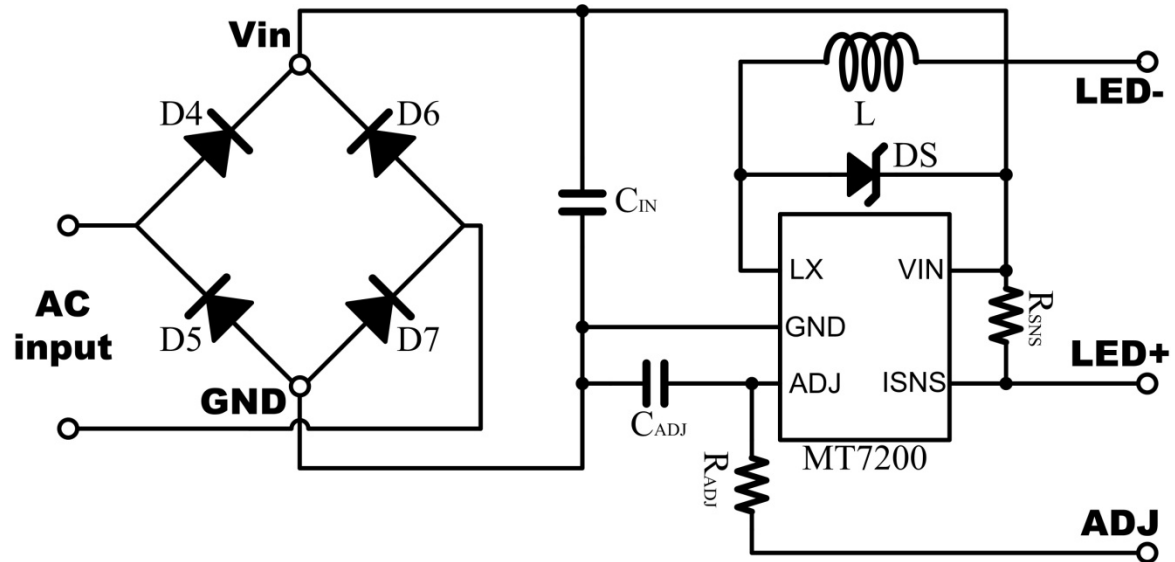 Vin
D4
D6
AC
input
D5
D7
GND
CIN
CADJ
RADJ
L
DS
LX
VIN
GND
ADJ
ISNS
MT7200
RSNS
LED-
LED+
ADJ